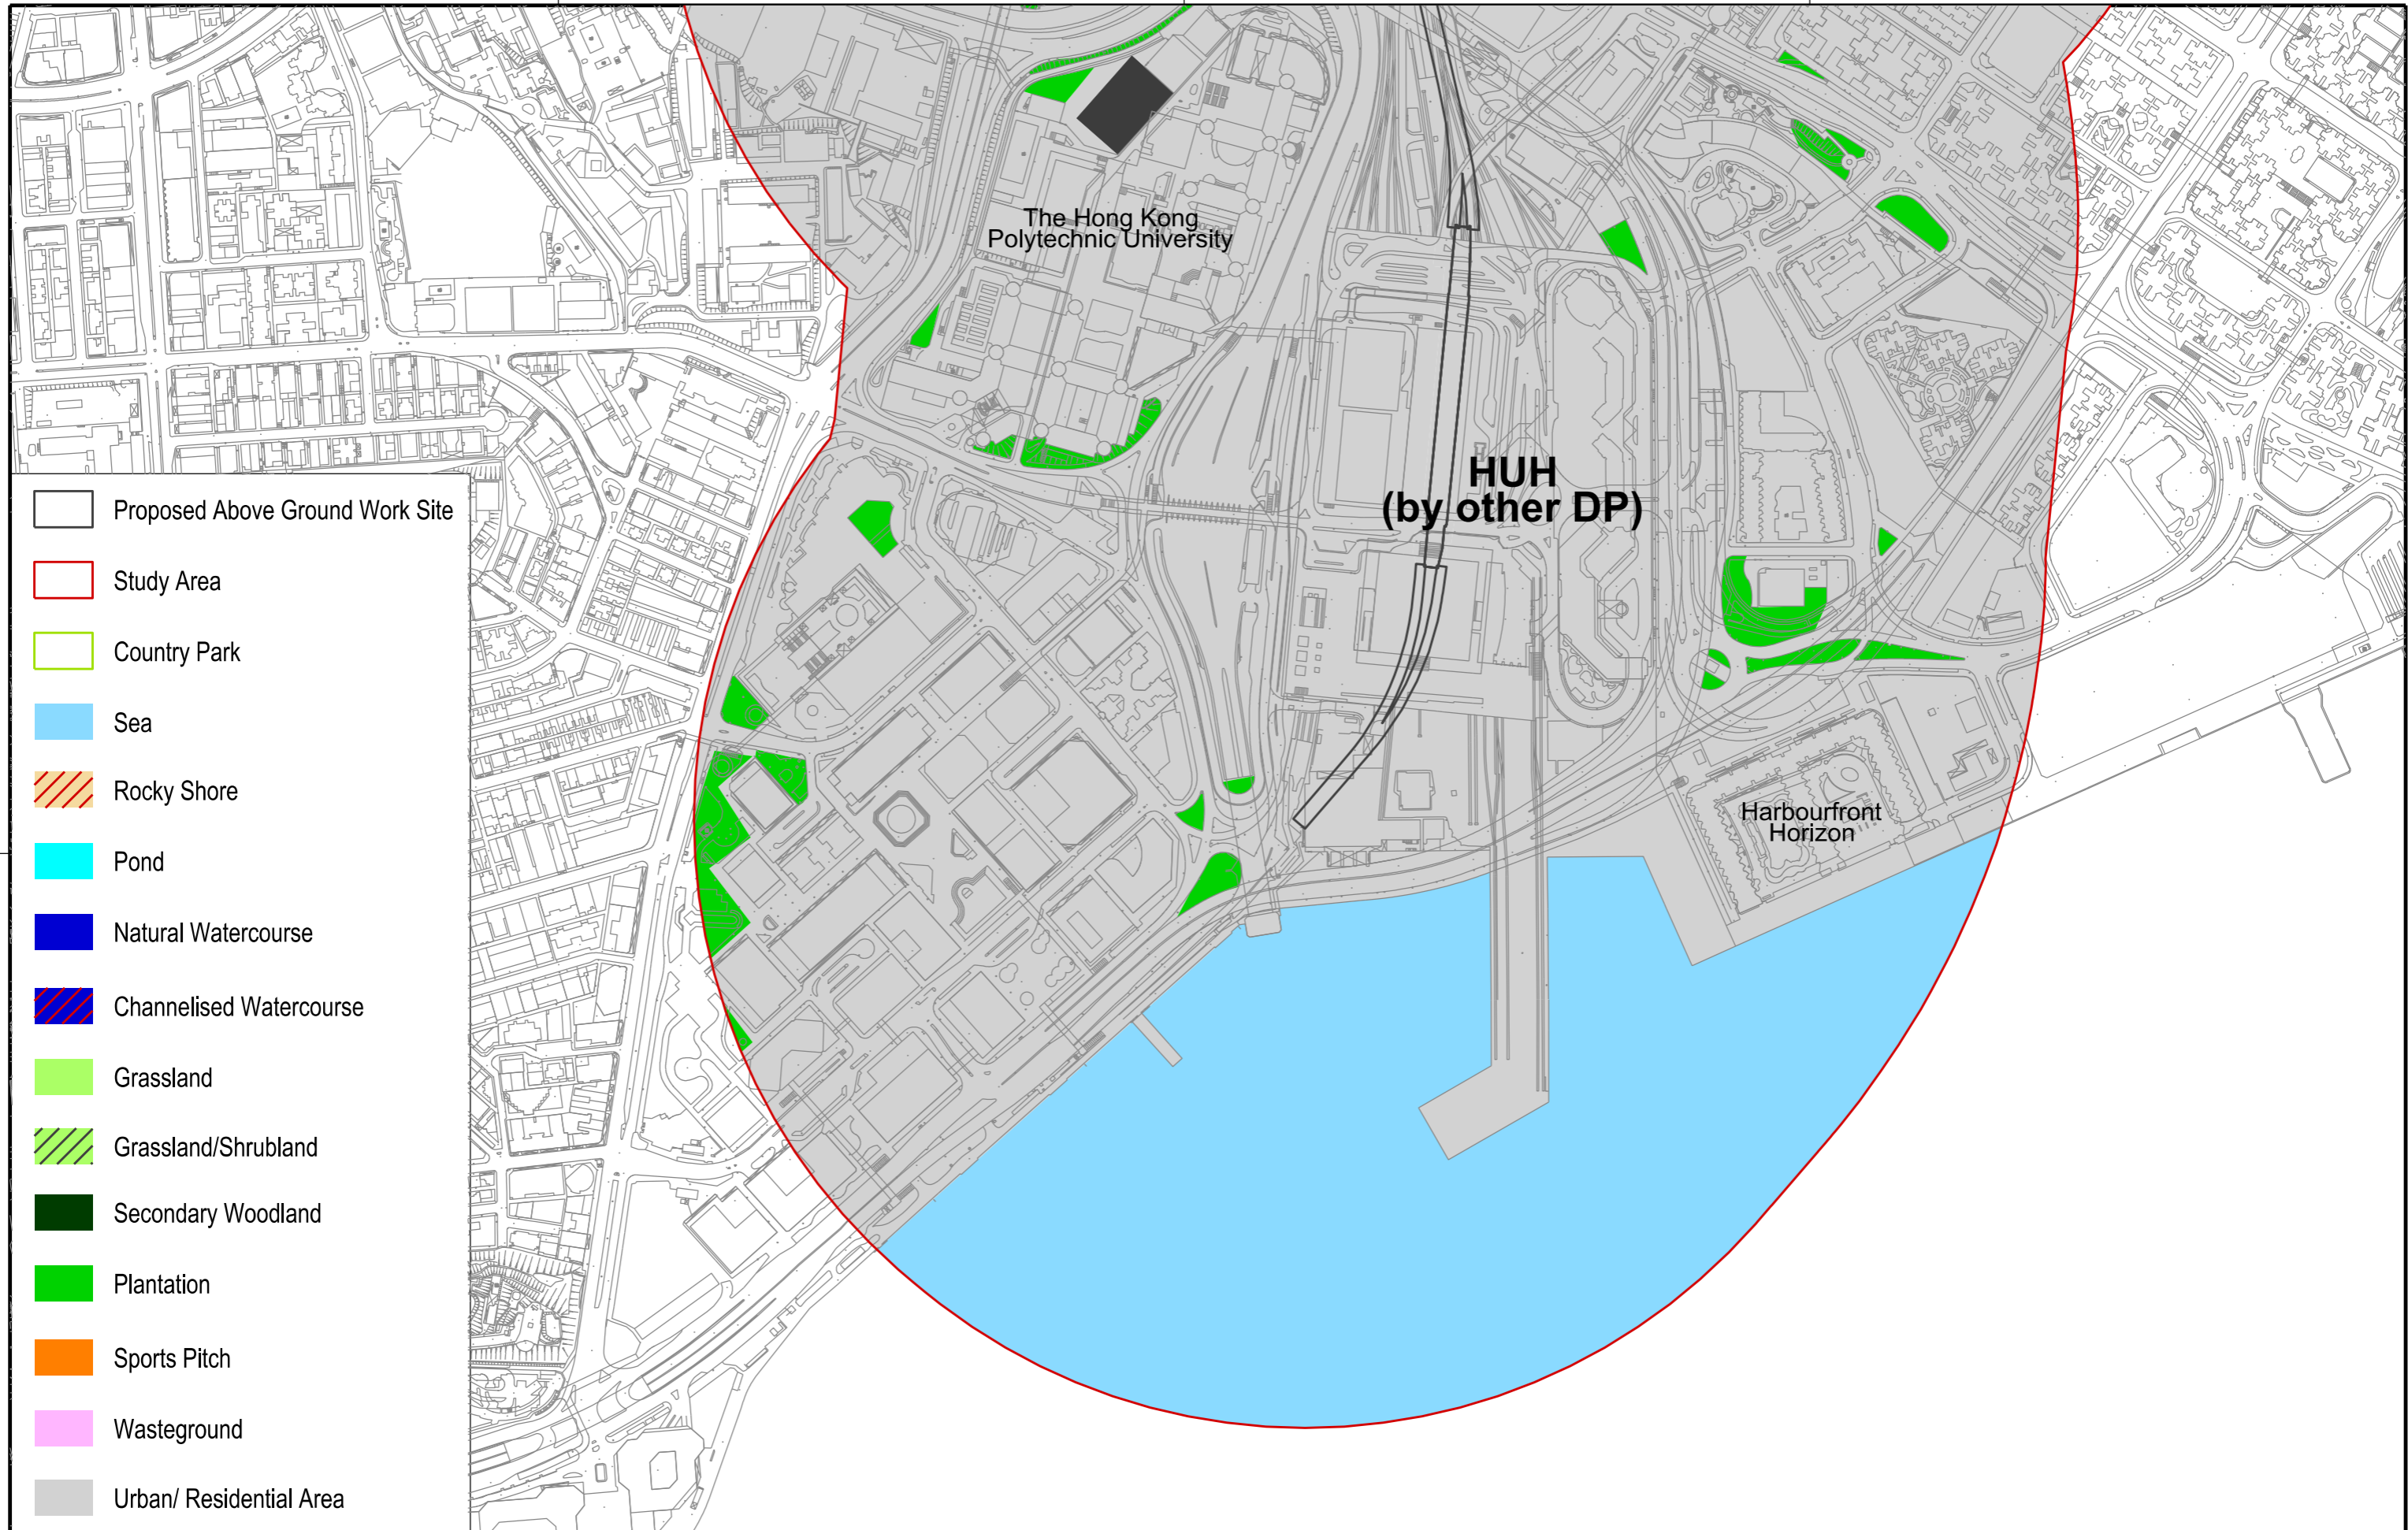 The Hong Kong
Polytechnic University
HUH
(by other DP)
Harbourfront
Horizon
Proposed Above Ground Work Site
Study Area
Country Park
Sea
Rocky Shore
Pond
Natural Watercourse
Channelised Watercourse
Grassland
Grassland/Shrubland
Secondary Woodland
Plantation
Sports Pitch
Wasteground
Urban/ Residential Area